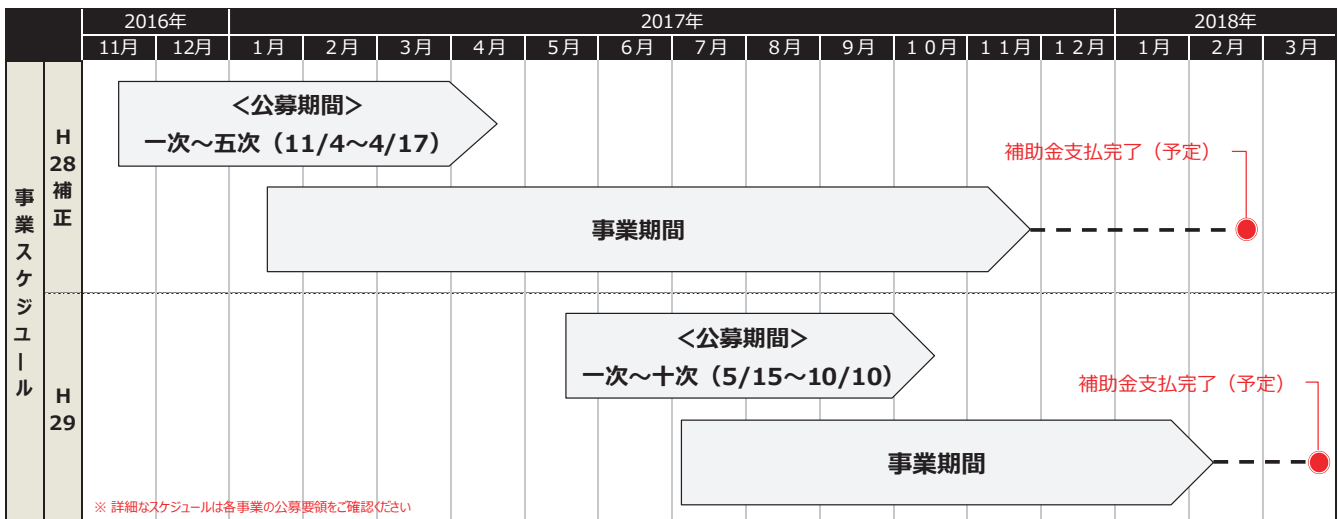 2016年 2017年 2018年
11月 12月 1月 2月 3月 4月 5月 6月 7月 8月 9月 10月 11月 12月 1月 2月 3月
事業スケジュール
H28補正
＜公募期間＞
一次～五次（11/4～4/17）
補助金支払完了（予定）
事業期間
H29
＜公募期間＞
一次～十次（5/15～10/10）
補助金支払完了（予定）
事業期間
※ 詳細なスケジュールは各事業の公募要領をご確認ください